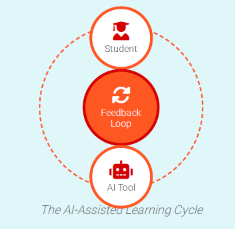 Student
Feedback
Loop
AI Tool
The AI-Assisted Learning Cycle